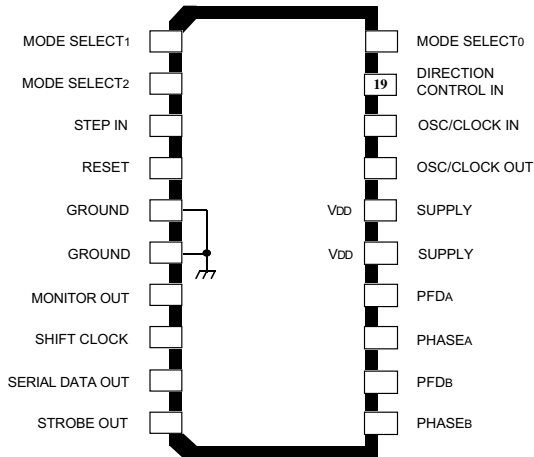 MODE SELECT1
MODE SELECT2
STEP IN
RESET
GROUND
GROUND
MONITOR OUT
SHIFT CLOCK
SERIAL DATA OUT
STROBE OUT
MODE SELECT0
19 DIRECTION
CONTROL IN
OSC/CLOCK IN
OSC/CLOCK OUT
VDD SUPPLY
VDD SUPPLY
PFDA
PHASEA
PFDB
PHASEB